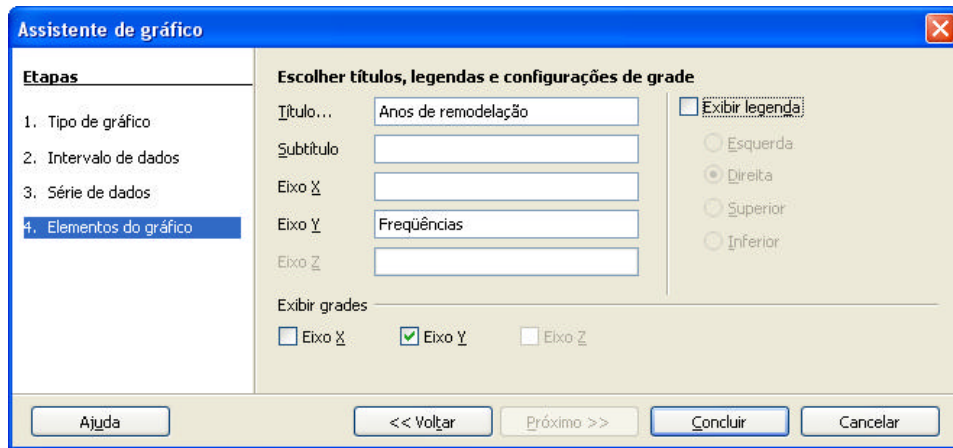 Assistente de gráfico
Etapas
1. Tipo de gráfico
2. Intervalo de dados
3. Série de dados
4. Elementos do gráfico
Escolher títulos, legendas e configurações de grade
Título... Anos de remodelação
Subtítulo
Eixo X
Eixo Y Freqüências
Eixo Z
Exibir legenda
Esquerda
Direita
Superior
Inferior
Exibir grades
Eixo X Eixo Y Eixo Z
Ajuda << Voltar Próximo >> Concluir Cancelar